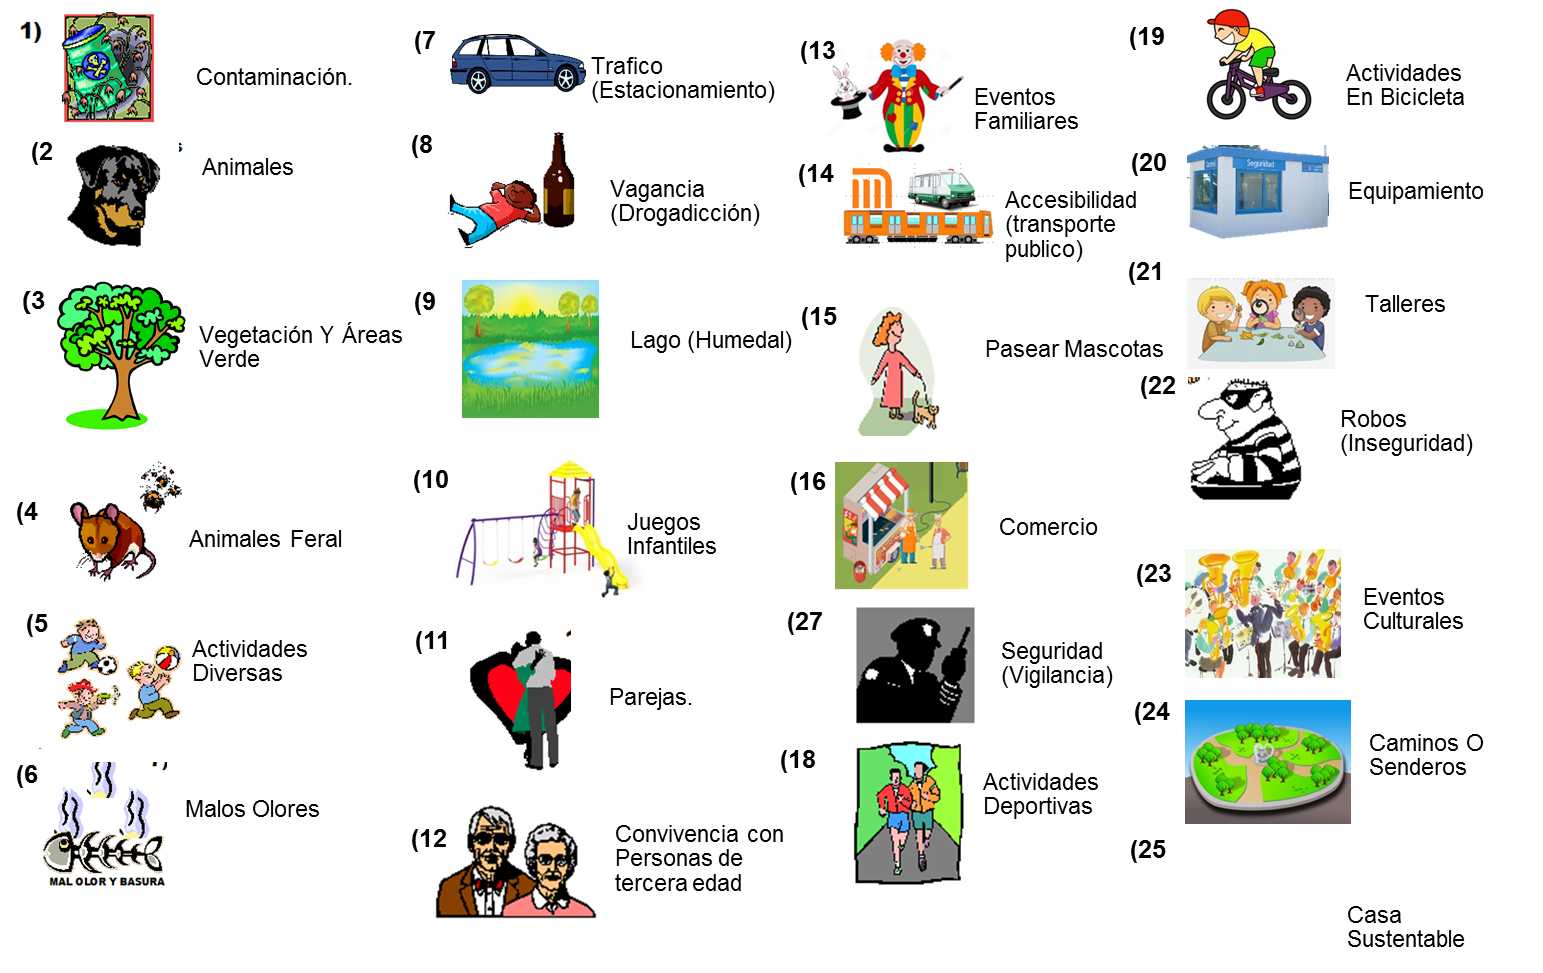 1)
Contaminación.
(2
Animales
(3
Vegetación Y Áreas
Verde
(4
Animales Feral
(5
Actividades
Diversas
(6
Malos Olores
MAL OLOR Y BASURA
(7
Trafico
(Estacionamiento)
(8
Vagancia
(Drogadicción)
(9
Lago (Humedal)
(10
Juegos
Infantiles
(11
Parejas.
(12
Convivencia con
Personas de
tercera edad
(13
Eventos
Familiares
(14
Accesibilidad
(transporte
publico)
(15
Pasear Mascotas
(16
Comercio
(27
Seguridad
(Vigilancia)
(18
Actividades
Deportivas
(19
Actividades
En Bicicleta
(20
Seguridad
Equipamiento
(21
Talleres
(22
Robos
(Inseguridad)
(23
Eventos
Culturales
(24
Caminos O
Senderos
(25
Casa
Sustentable